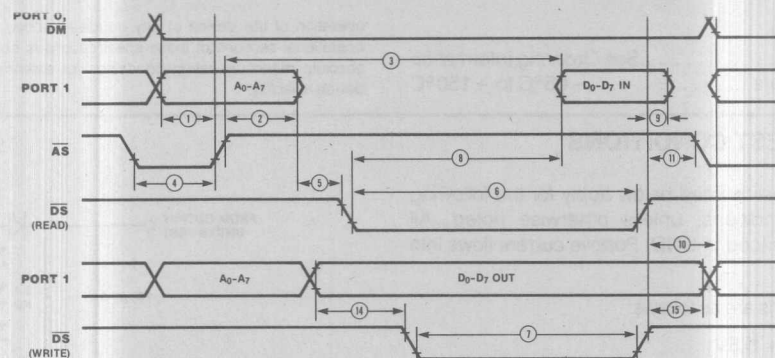 PORT 0,
DM
3
PORT 1
A0–A7
D0–D7 IN
1
2
9
AS
8
11
4
5
6
DS
(READ)
10
PORT 1
A0–A7
D0–D7 OUT
14
15
7
DS
(WRITE)